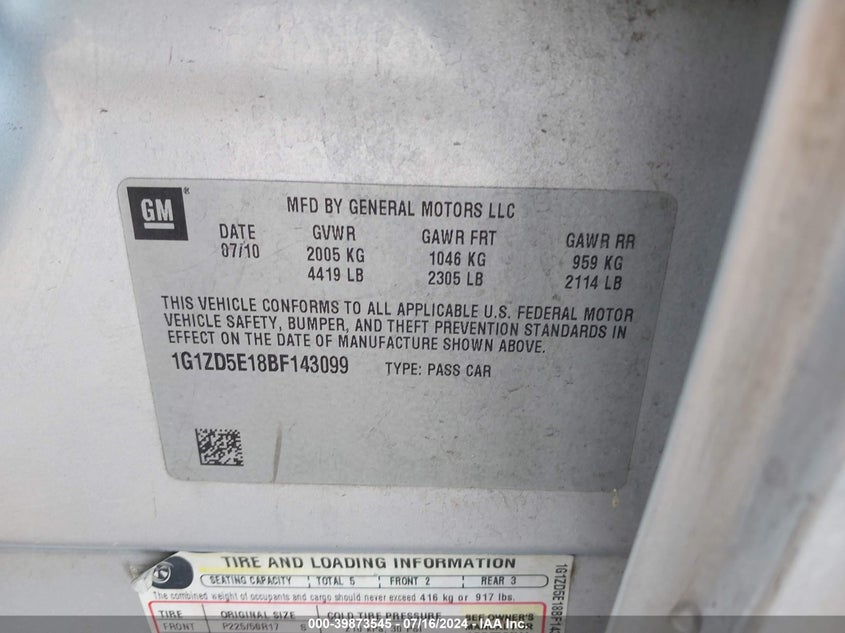 GM ® MFD BY GENERAL MOTORS LLC
DATE GVWR GAWR FRT GAWR RR
07/10 2005 KG 1046 KG 959 KG
4419 LB 2305 LB 2114 LB
THIS VEHICLE CONFORMS TO ALL APPLICABLE U.S. FEDERAL MOTOR
VEHICLE SAFETY, BUMPER, AND THEFT PREVENTION STANDARDS IN
EFFECT ON THE DATE OF MANUFACTURE SHOWN ABOVE.
1G1ZD5E18BF143099 TYPE: PASS CAR
TIRE AND LOADING INFORMATION
SEATING CAPACITY TOTAL 5 FRONT 2 REAR 3
The combined weight of occupants and cargo should never exceed 416 kg or 917 lbs.
TIRE ORIGINAL SIZE COLD TIRE PRESSURE SEE OWNER'S
FRONT
1G1ZD5E18BF143
000-39873545 - 07/16/2024 - IAA Inc.